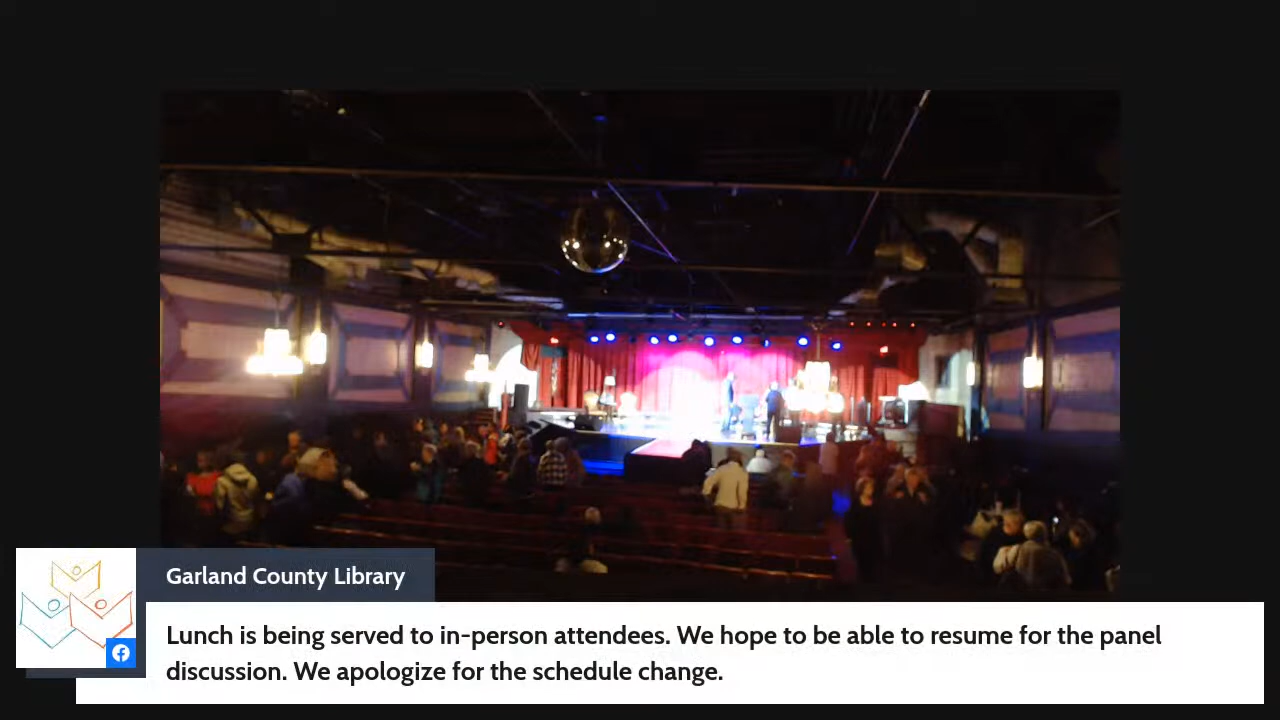 Garland County Library
Lunch is being served to in-person attendees. We hope to be able to resume for the panel
discussion. We apologize for the schedule change.